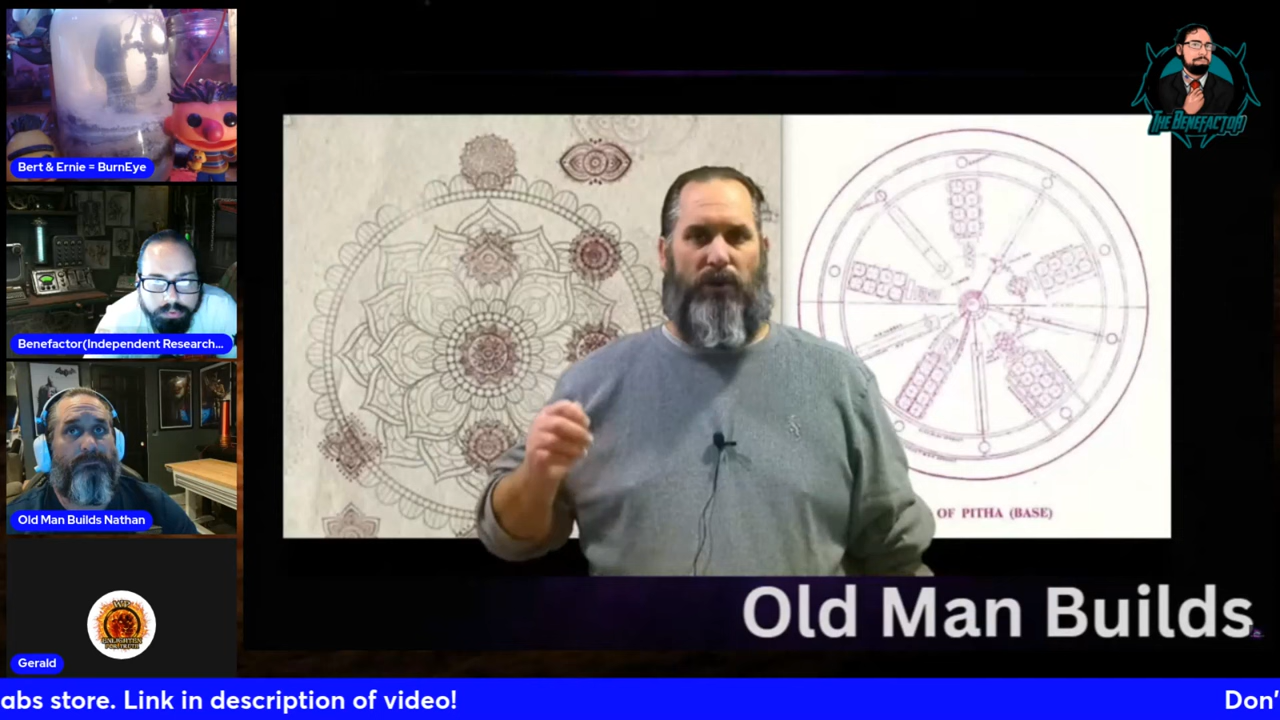 THE BENEFACTOR
Bert & Ernie = BurnEye
Benefactor(Independent Research...
Old Man Builds Nathan
Gerald
OF PITHA (BASE)
Old Man Builds
abs store. Link in description of video!
Don'